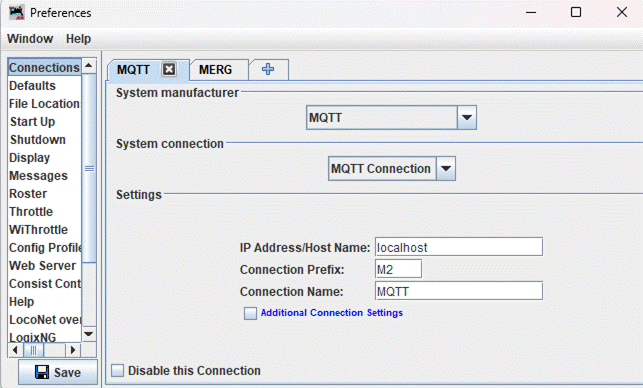 Preferences
Window Help
Connections
Defaults
File Location
Start Up
Shutdown
Display
Messages
Roster
Throttle
WiThrottle
Config Profile
Web Server
Consist Cont
Help
LocoNet over
LogixNG
Save
MQTT MERG
System manufacturer
MQTT
System connection
MQTT Connection
Settings
IP Address/Host Name: localhost
Connection Prefix: M2
Connection Name: MQTT
Additional Connection Settings
Disable this Connection